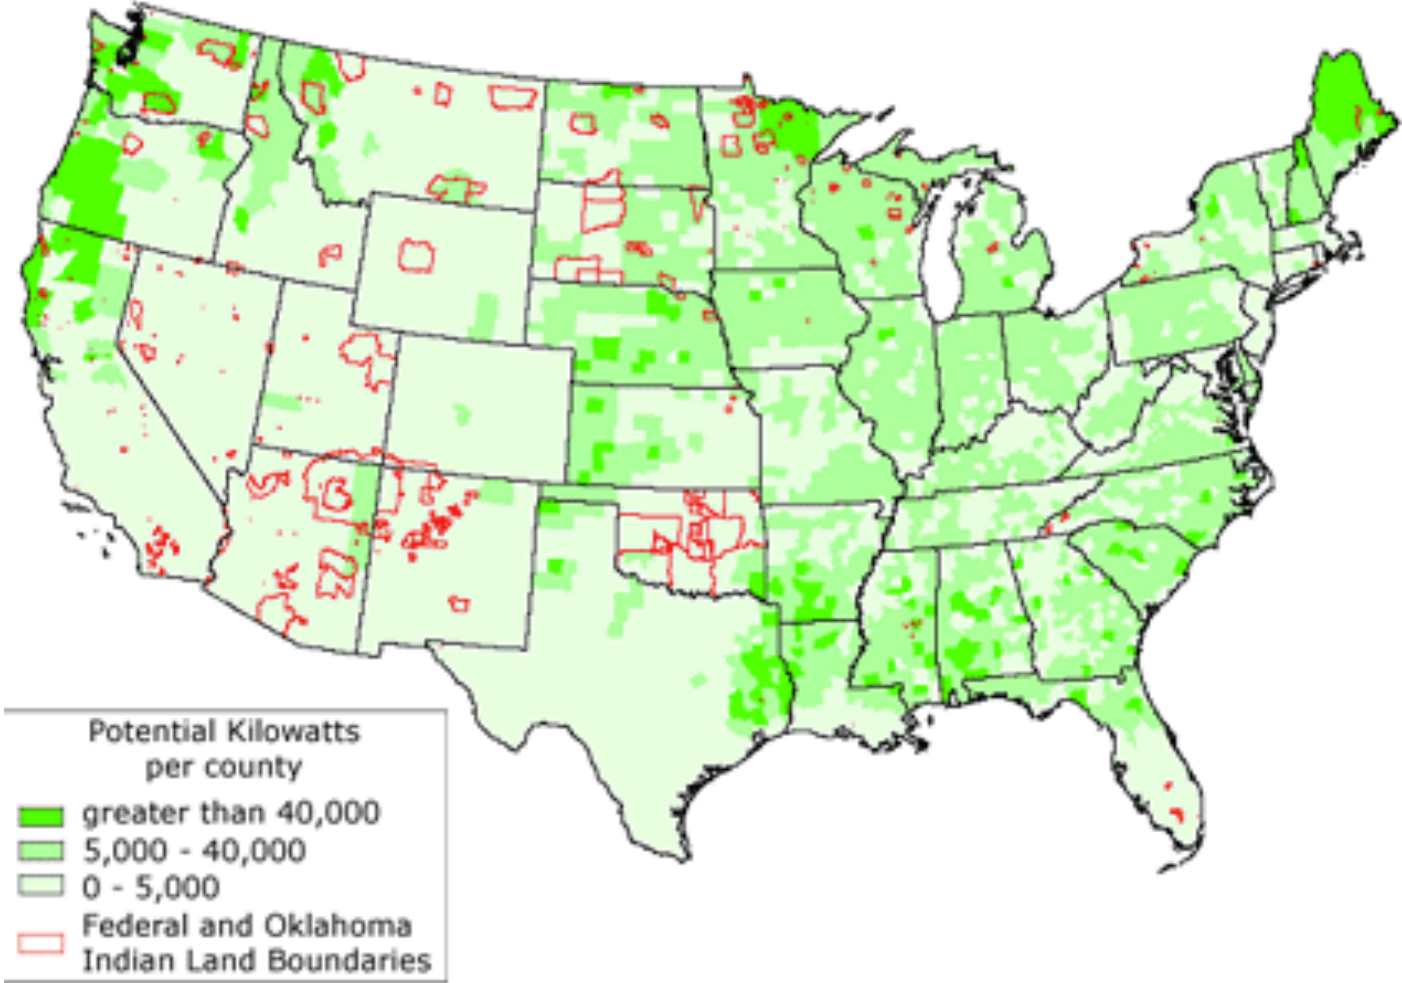 Potential Kilowatts
per county
greater than 40,000
5,000 - 40,000
0 - 5,000
Federal and Oklahoma
Indian Land Boundaries